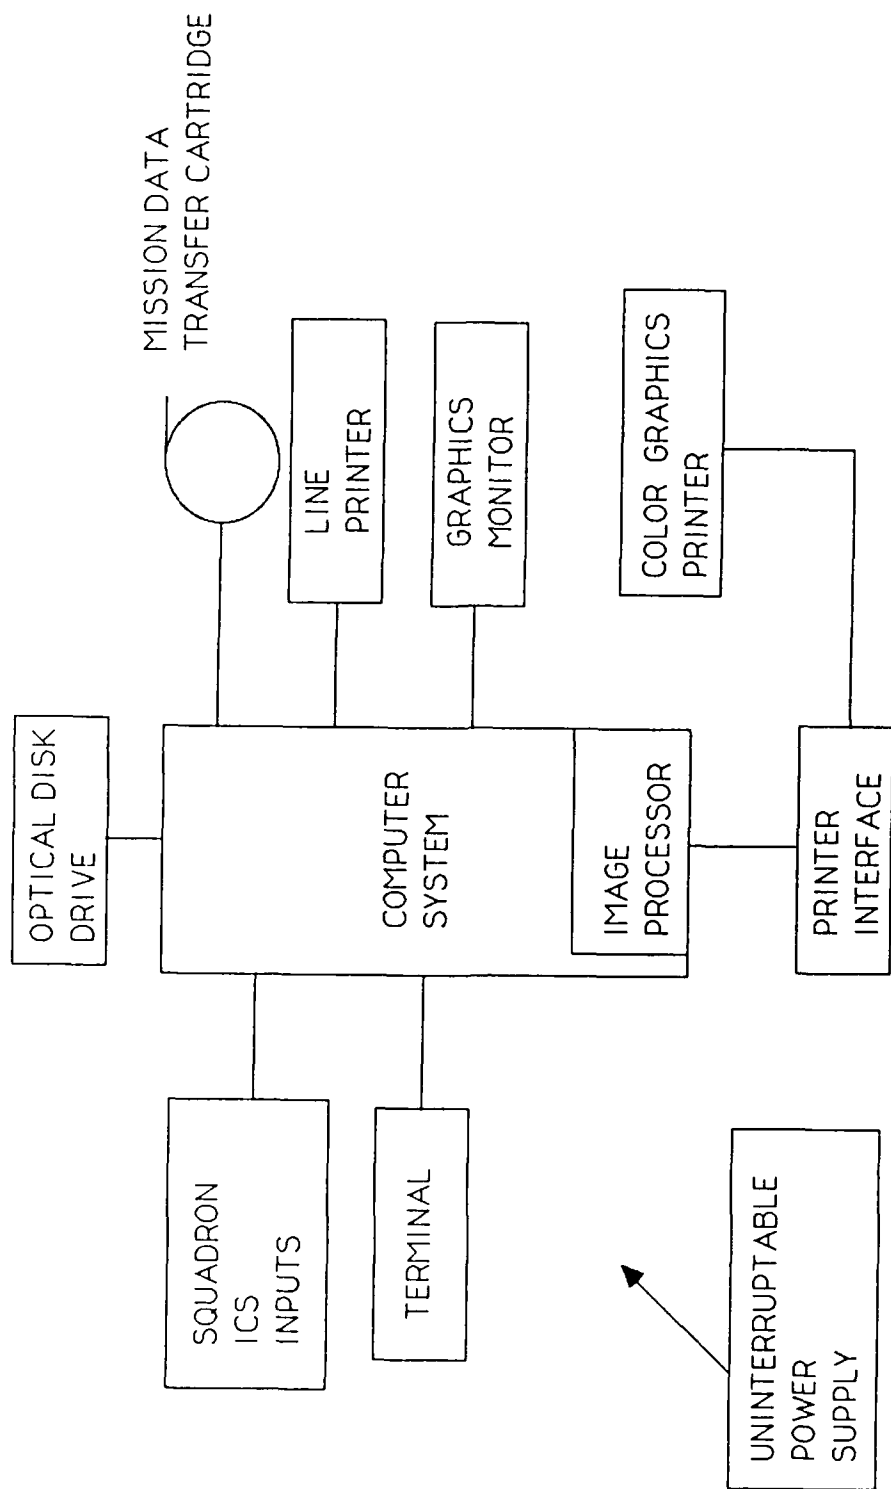 OPTICAL DISK
DRIVE
MISSION DATA
TRANSFER CARTRIDGE
SQUADRON
ICS
INPUTS
TERMINAL
COMPUTER
SYSTEM
IMAGE
PROCESSOR
LINE
PRINTER
GRAPHICS
MONITOR
UNINTERRUPTABLE
POWER
SUPPLY
PRINTER
INTERFACE
COLOR GRAPHICS
PRINTER